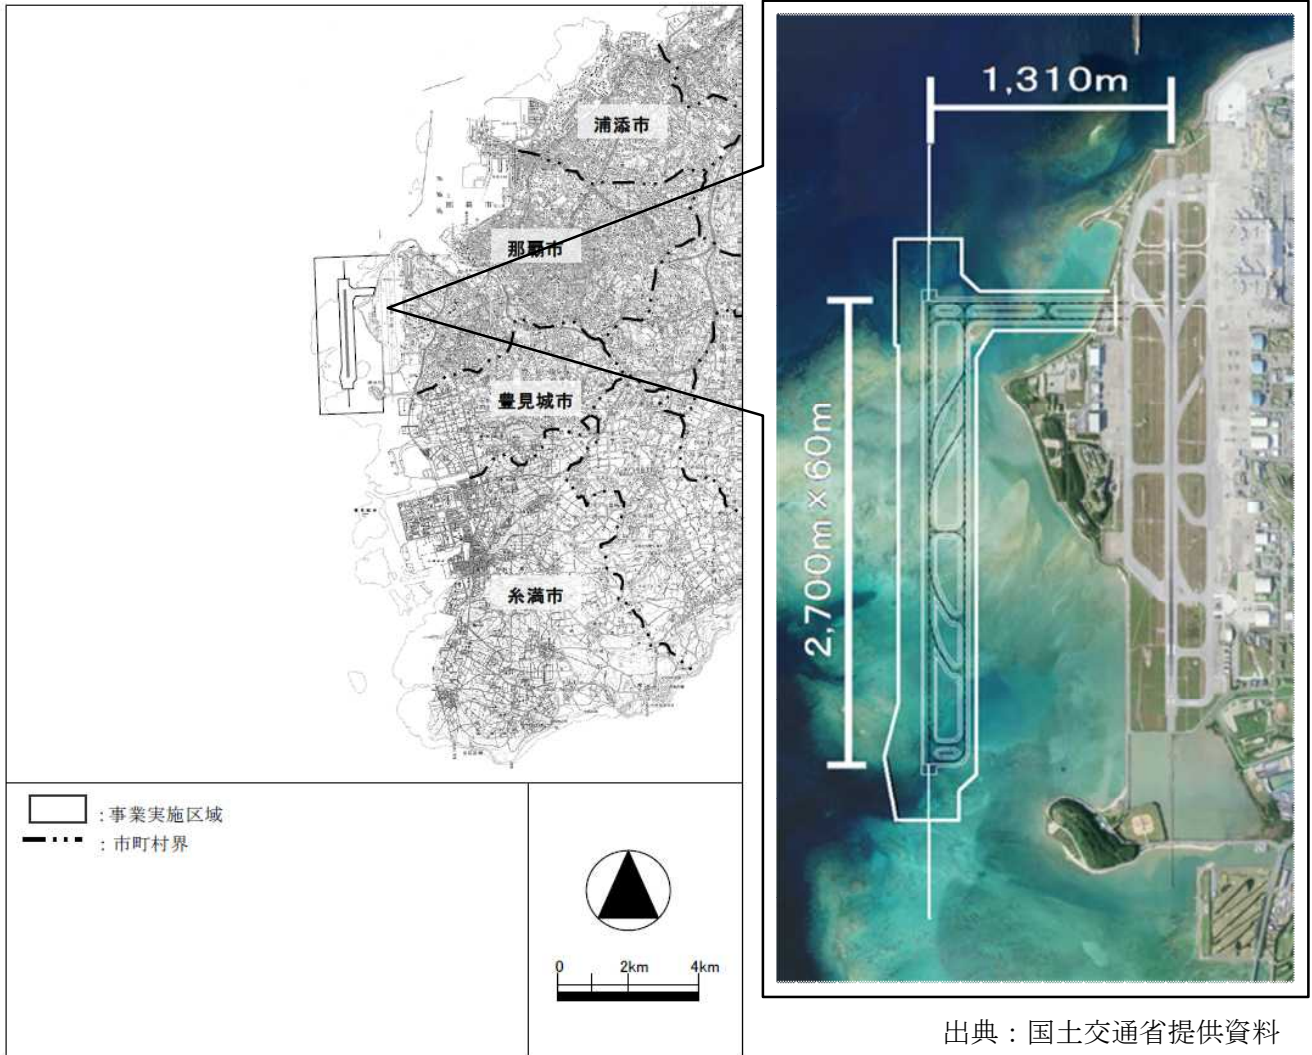 浦添市
那覇市
豊見城市
糸満市
:事業実施区域
:市町村界
0 2km 4km
1,310m
2,700m×60m
出典：国土交通省提供資料